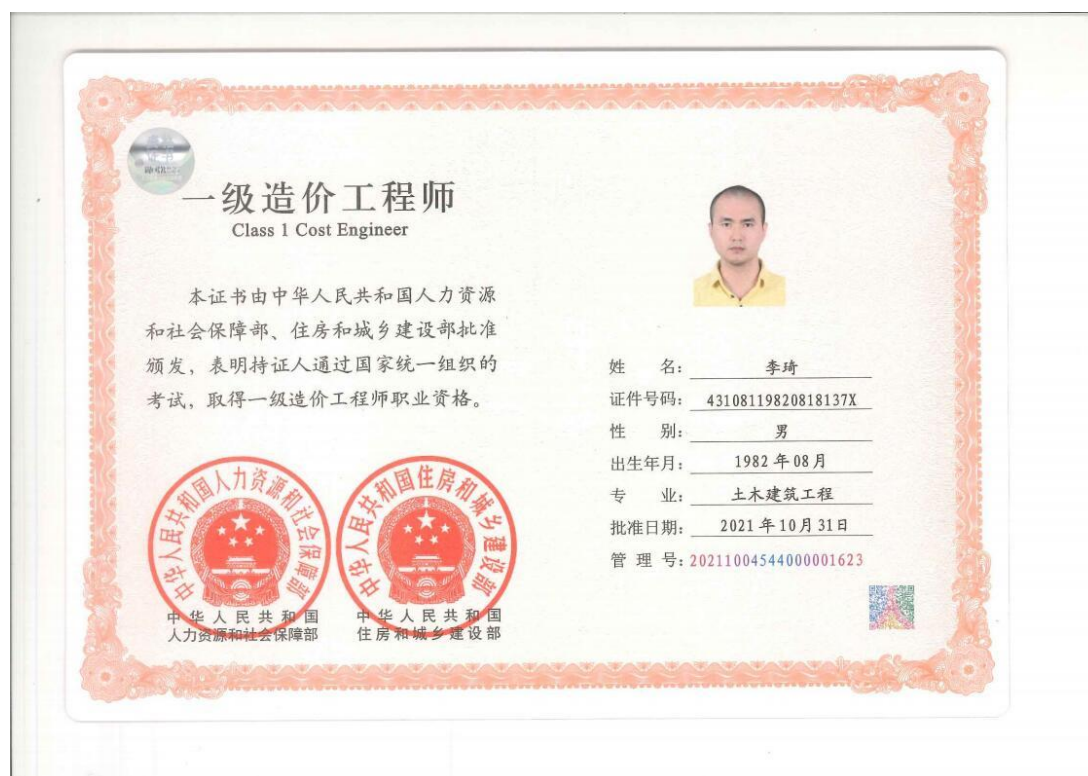 一级造价工程师
Class 1 Cost Engineer
本证书由中华人民共和国人力资源
和社会保障部、住房和城乡建设部批准
颁发，表明持证人通过国家统一组织的
考试，取得一级造价工程师职业资格。
中华人民共和国人力资源和社会保障部
中华人民共和国
人力资源和社会保障部
中华人民共和国住房和城乡建设部
中华人民共和国
住房和城乡建设部
姓 名： 李琦
证件号码： 43108119820818137X
性 别： 男
出生年月： 1982年08月
专 业： 土木建筑工程
批准日期： 2021年10月31日
管 理 号：20211004544000001623